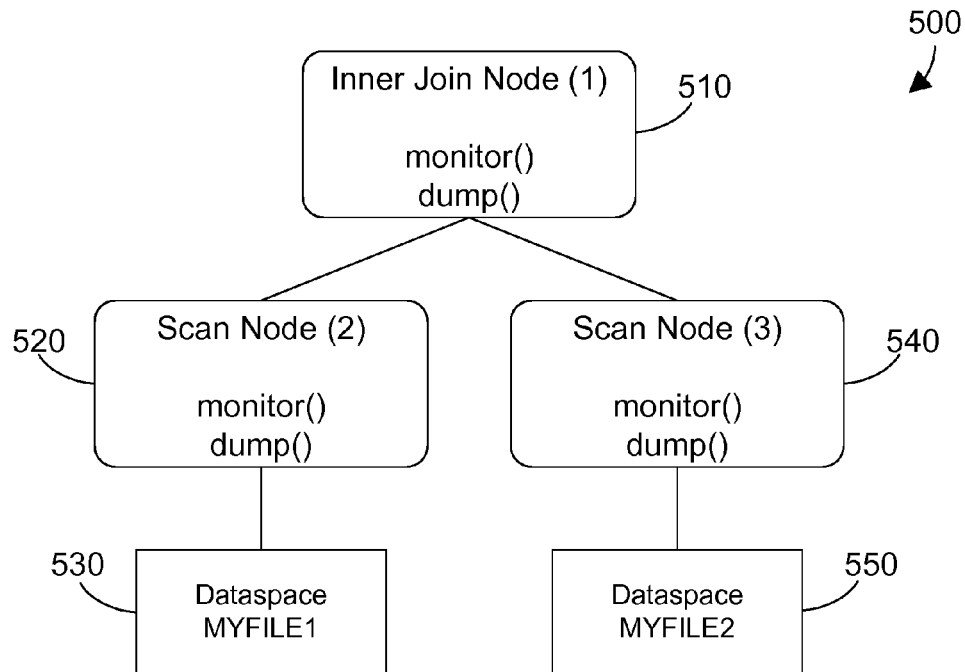 500
Inner Join Node (1)
510
monitor()
dump()
520
Scan Node (2)
monitor()
dump()
Scan Node (3)
540
monitor()
dump()
530
Dataspace
MYFILE1
Dataspace
MYFILE2
550